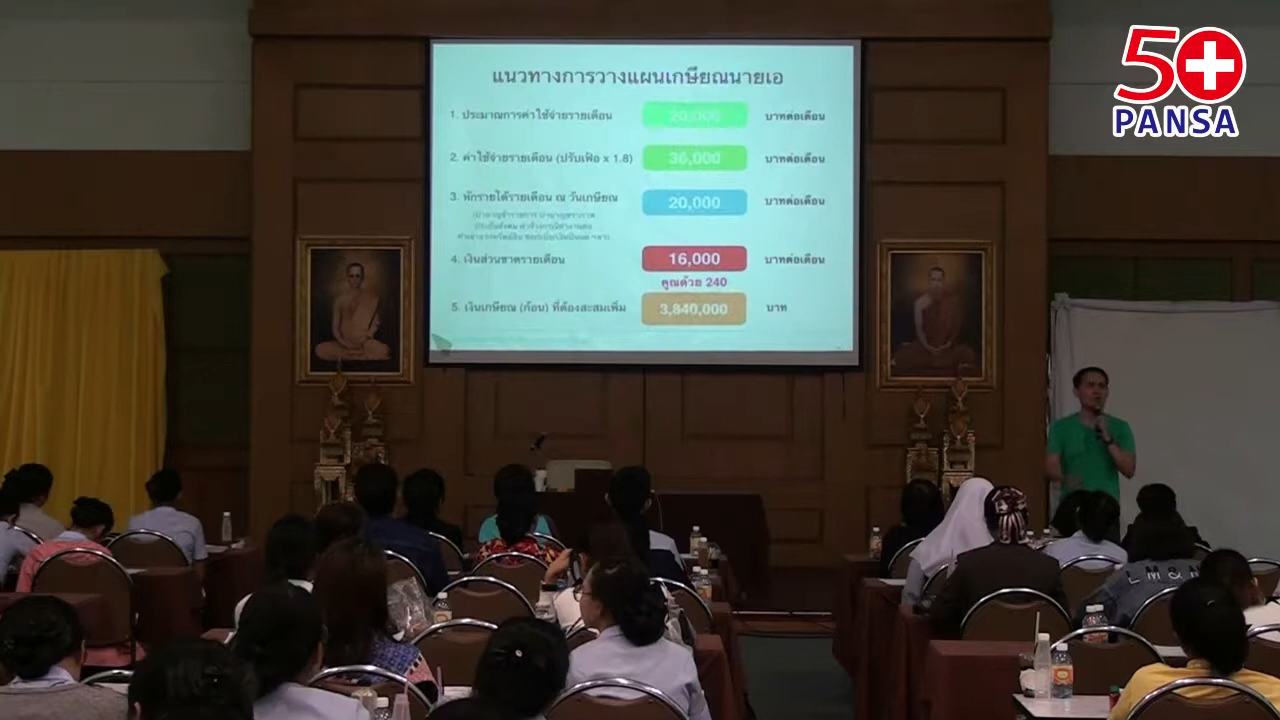 50
PANSA
แนวทางการวางแผนเกษียณนายเอ
1. ประมาณการค่าใช้จ่ายรายเดือน 20,000 บาทต่อเดือน
2. ค่าใช้จ่ายรายเดือน (ปรับเฟ้อ x 1.8) 36,000 บาทต่อเดือน
3. หักรายได้รายเดือน ณ วันเกษียณ 20,000 บาทต่อเดือน
4. เงินส่วนขาดรายเดือน 16,000 บาทต่อเดือน
คูณด้วย 240
5. เงินเกษียณ (ก้อน) ที่ต้องสะสมเพิ่ม 3,840,000 บาท
L M & N